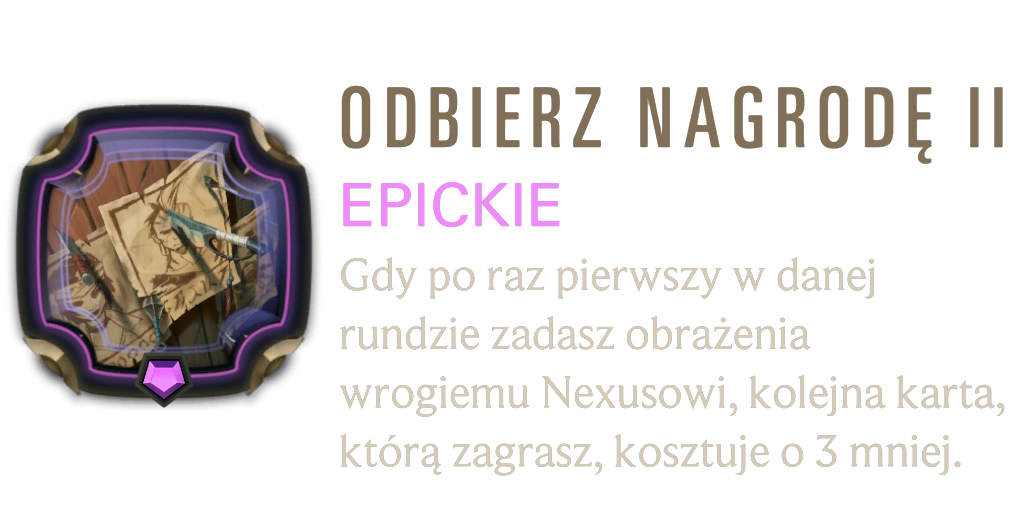 ODBIERZ NAGRODĘ II
EPICKIE
Gdy po raz pierwszy w danej
rundzie zadasz obrażenia
wrogiemu Nexusowi, kolejna karta,
którą zagrasz, kosztuje o 3 mniej.